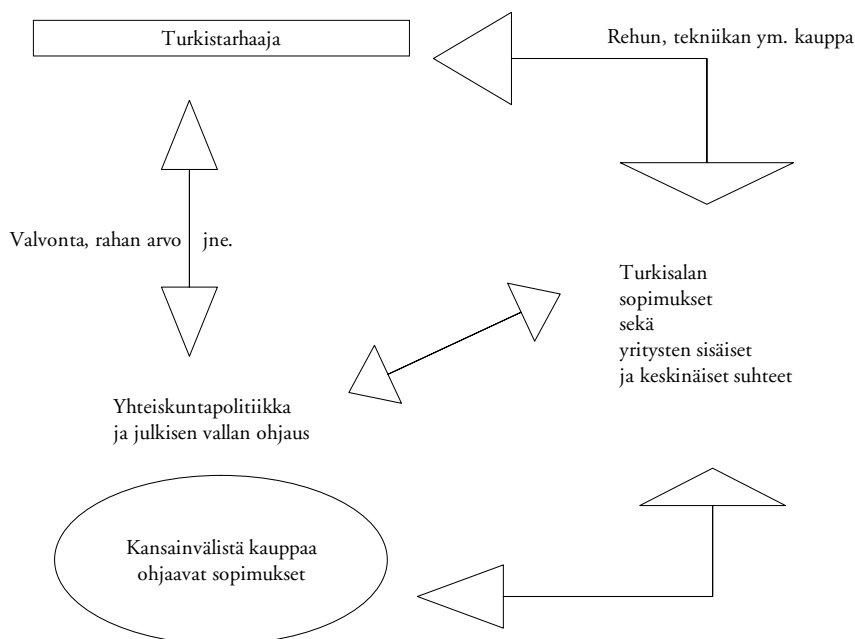 Turkistarhaaja
Rehun, tekniikan ym. kauppa
Valvonta, rahan arvo jne.
Turkisalan
sopimukset
sekä
yritysten sisäiset
ja keskinäiset suhteet
Yhteiskuntapolitiikka
ja julkisen vallan ohjaus
Kansainvälistä kauppaa
ohjaavat sopimukset